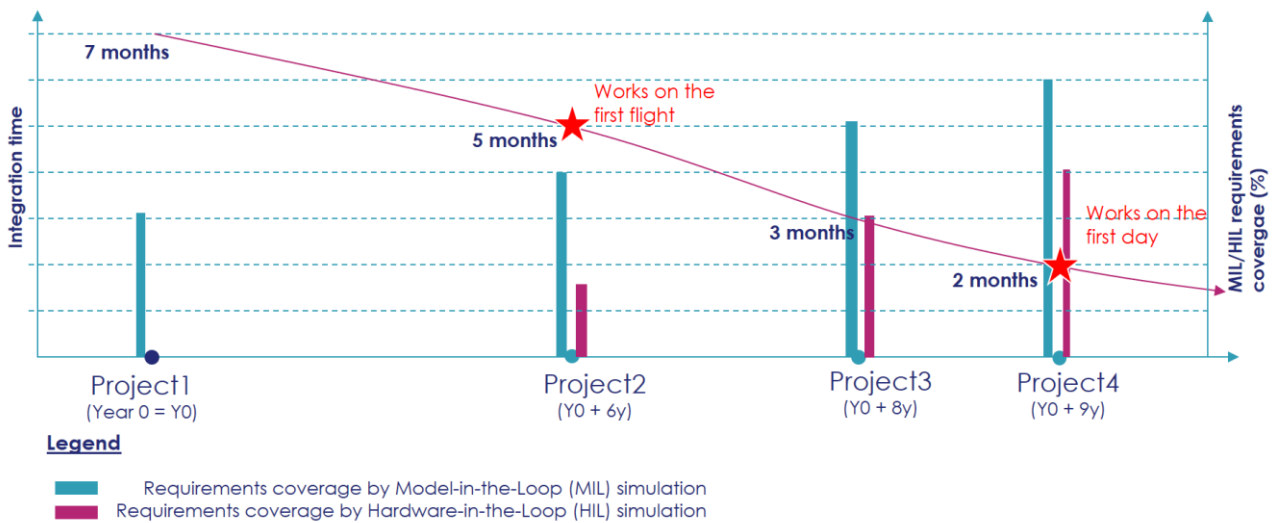 7 months
Works on the
first flight
5 months
Works on the
first day
3 months
2 months
Integration time
MIL/HIL requirements
covergae (%)
Project1
(Year 0 = Y0)
Project2
(Y0 + 6y)
Project3
(Y0 + 8y)
Project4
(Y0 + 9y)
Legend
Requirements coverage by Model-in-the-Loop (MIL) simulation
Requirements coverage by Hardware-in-the-Loop (HIL) simulation